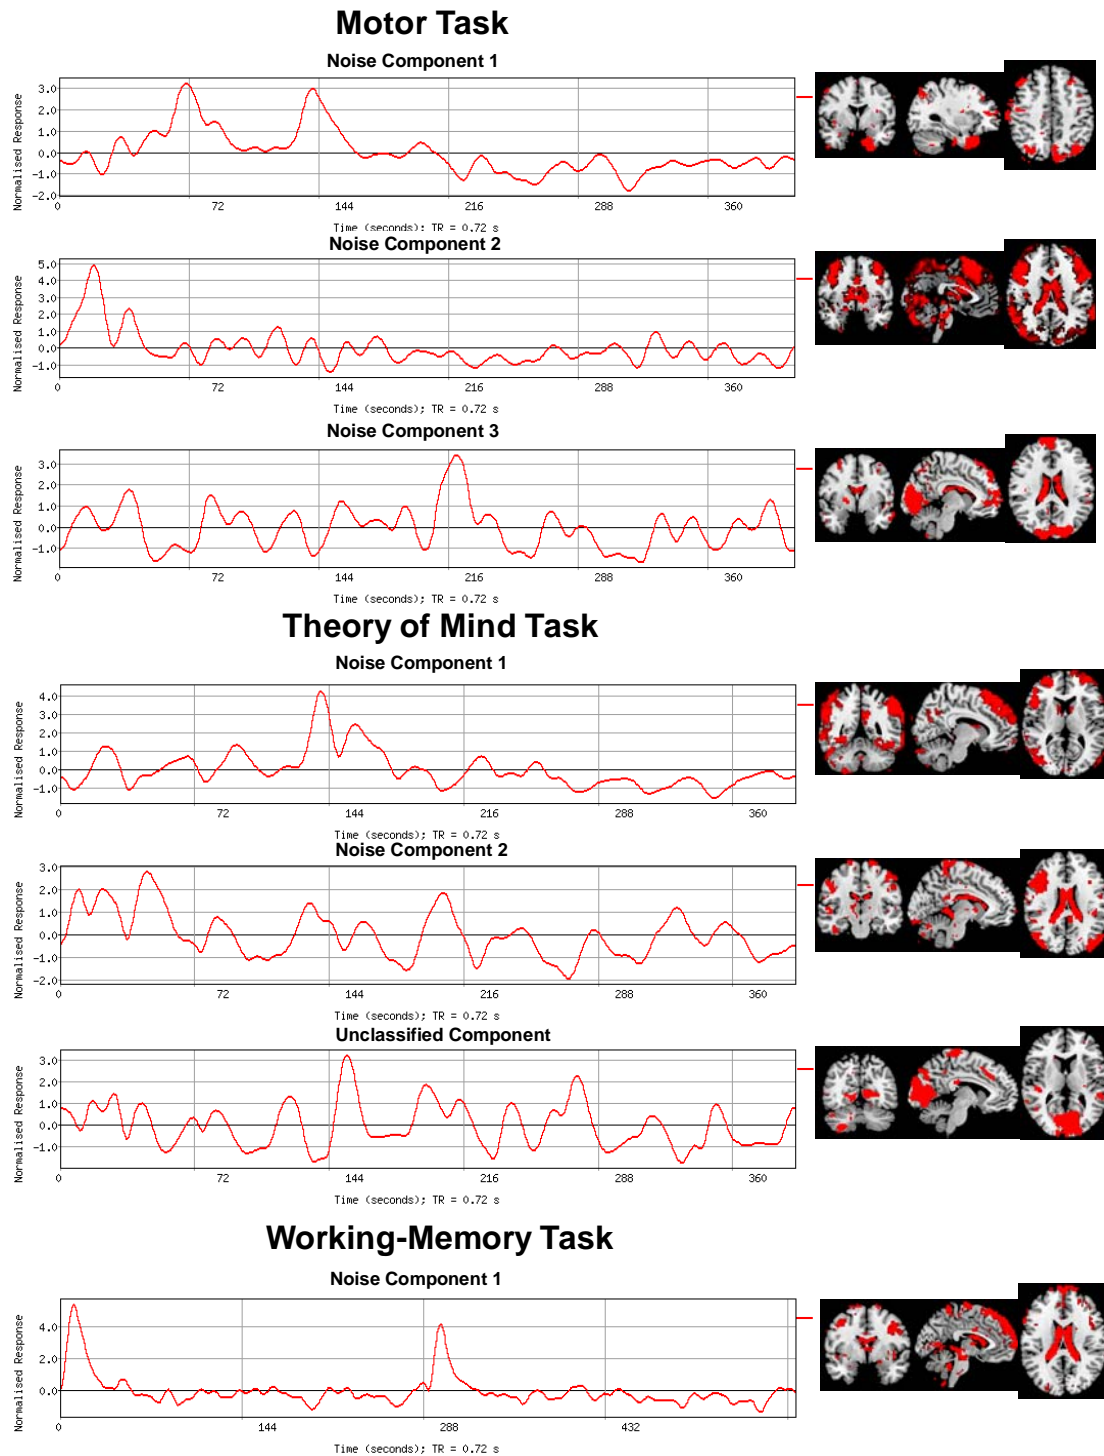 Motor Task
Noise Component 1
Normalised Response
3.0
2.0
1.0
0.0
-1.0
-2.0
0 72 144 216 288 360
Time (seconds); TR = 0.72 s
Noise Component 2
Normalised Response
5.0
4.0
3.0
2.0
1.0
0.0
-1.0
0 72 144 216 288 360
Time (seconds); TR = 0.72 s
Noise Component 3
Normalised Response
3.0
2.0
1.0
0.0
-1.0
0 72 144 216 288 360
Time (seconds); TR = 0.72 s
Theory of Mind Task
Noise Component 1
Normalised Response
4.0
3.0
2.0
1.0
0.0
-1.0
0 72 144 216 288 360
Time (seconds); TR = 0.72 s
Noise Component 2
Normalised Response
3.0
2.0
1.0
0.0
-1.0
-2.0
0 72 144 216 288 360
Time (seconds); TR = 0.72 s
Unclassified Component
Normalised Response
3.0
2.0
1.0
0.0
-1.0
0 72 144 216 288 360
Time (seconds); TR = 0.72 s
Working-Memory Task
Noise Component 1
Normalised Response
4.0
2.0
0.0
0 144 288 432
Time (seconds); TR = 0.72 s